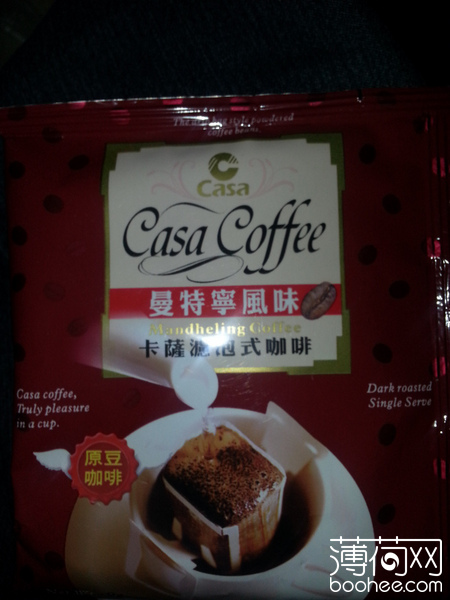 Casa
Casa Coffee
曼特寧風味
Mandheling Coffee
卡薩濾泡式咖啡
Casa coffee,
Truly pleasure
in a cup.
Dark roasted
Single Serve
原豆
咖啡
薄荷网
boohee.com